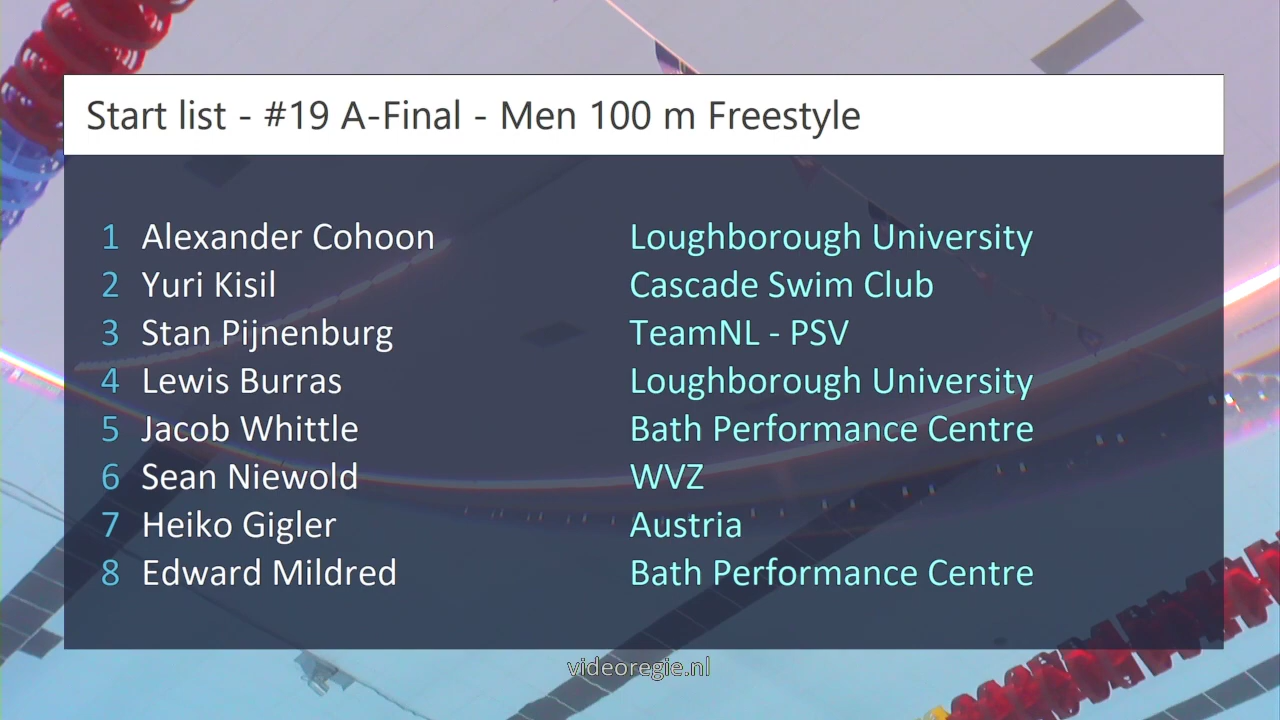 Start list - #19 A-Final - Men 100 m Freestyle
1 Alexander Cohoon Loughborough University
2 Yuri Kisil Cascade Swim Club
3 Stan Pijnenburg TeamNL - PSV
4 Lewis Burras Loughborough University
5 Jacob Whittle Bath Performance Centre
6 Sean Niewold WVZ
7 Heiko Gigler Austria
8 Edward Mildred Bath Performance Centre
videoregie.nl